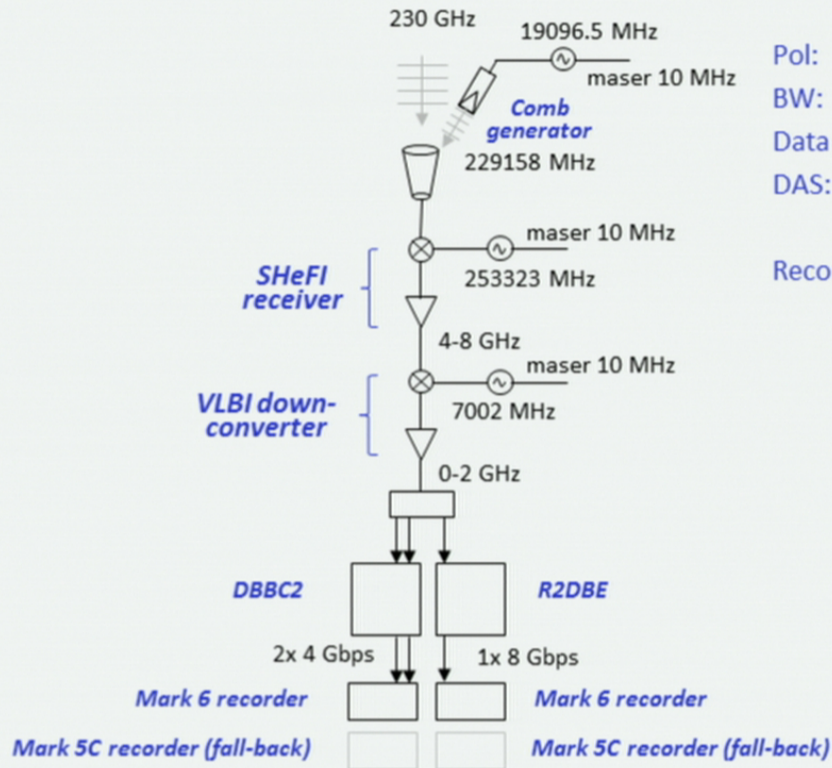 230 GHz
19096.5 MHz
maser 10 MHz
Comb
generator
229158 MHz
Pol:
BW:
Data
DAS:
Reco
maser 10 MHz
253323 MHz
SHeFI
receiver
4-8 GHz
maser 10 MHz
7002 MHz
VLBI down-
converter
0-2 GHz
DBBC2
R2DBE
2x 4 Gbps
1x 8 Gbps
Mark 6 recorder
Mark 6 recorder
Mark 5C recorder (fall-back)
Mark 5C recorder (fall-back)